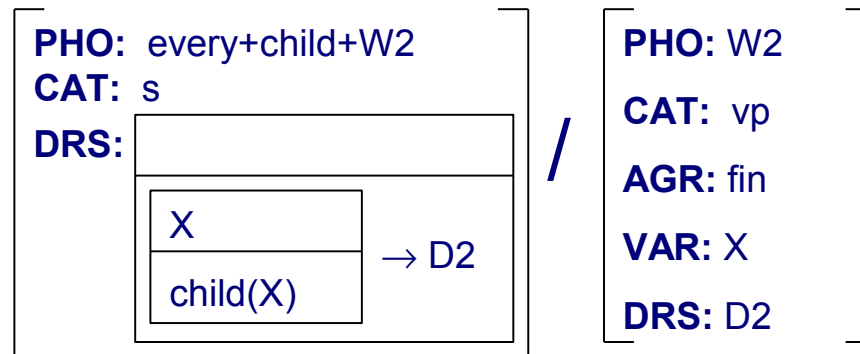 PHO: every+child+W2
CAT: s
DRS:
X
child(X)
→ D2
/
PHO: W2
CAT: vp
AGR: fin
VAR: X
DRS: D2